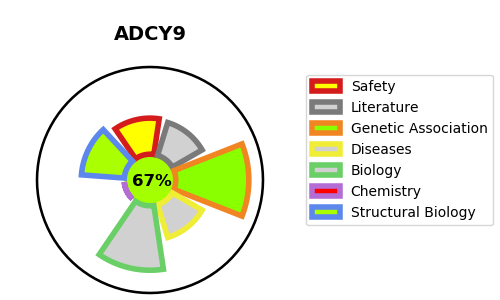 ADCY9
67%
Safety
Literature
Genetic Association
Diseases
Biology
Chemistry
Structural Biology